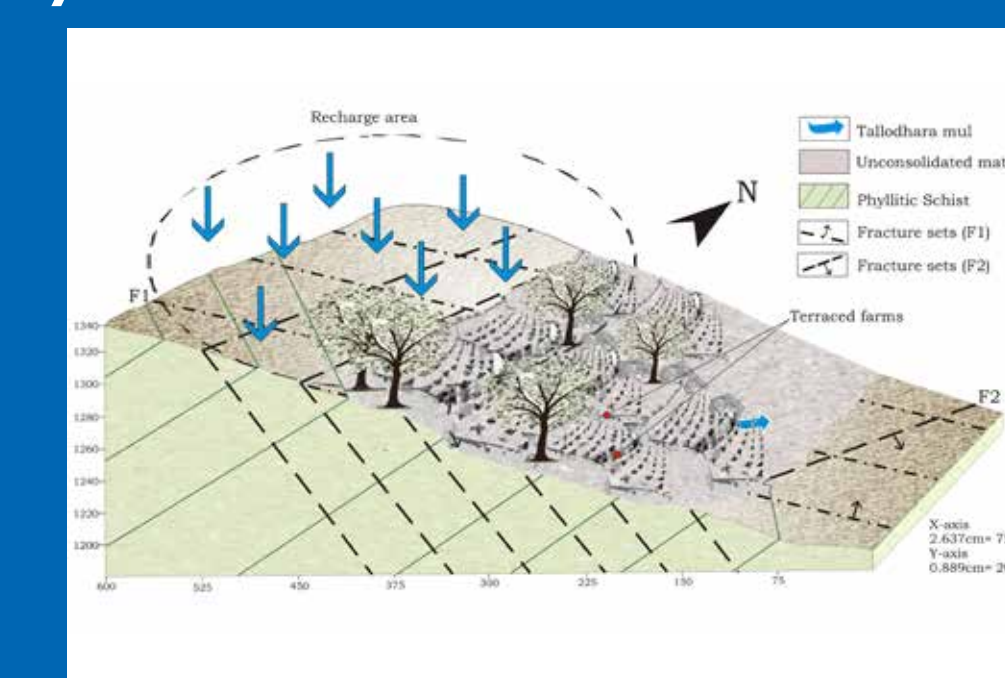 Recharge area
Tallodhara mul
Unconsolidated mat
Phyllitic Schist
Fracture sets (F1)
Fracture sets (F2)
N
F1
Terraced farms
F2
1340
1320
1300
1280
1260
1240
1220
1200
600
525
450
375
300
225
150
75
X-axis
2.637cm= 7
Y-axis
0.889cm= 2